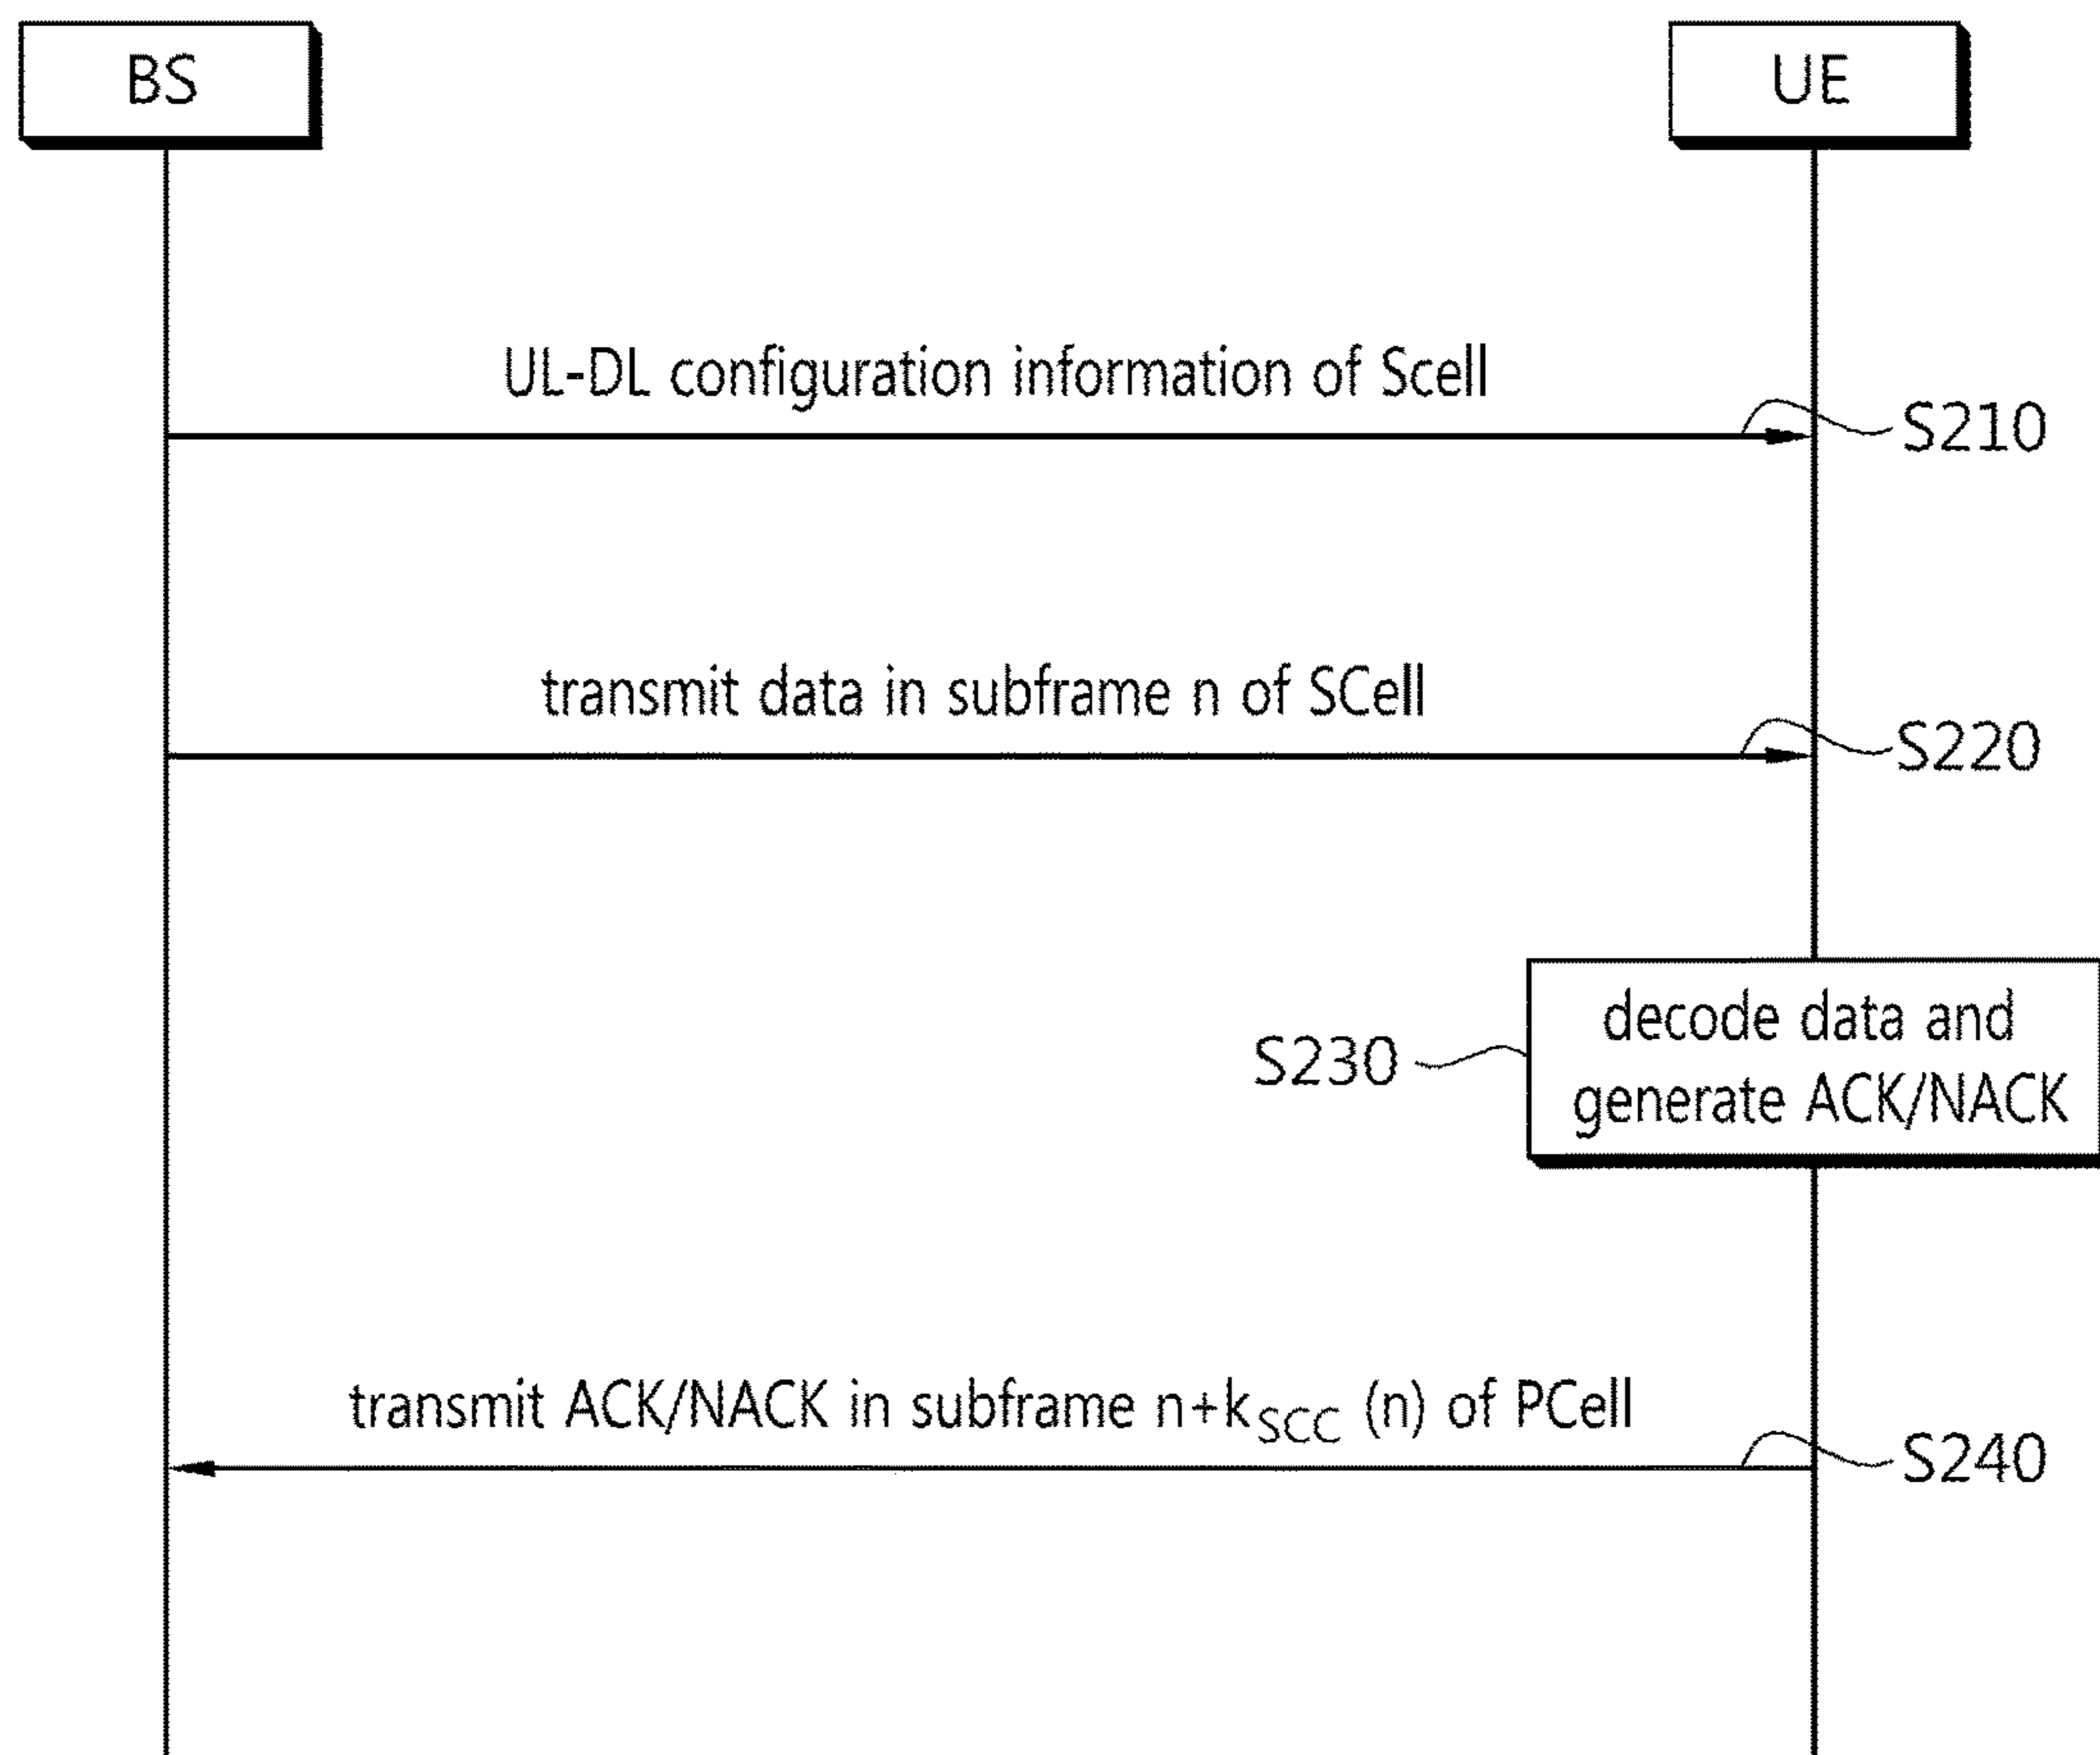 BS
UE
UL-DL configuration information of Scell
S210
transmit data in subframe n of SCell
S220
decode data and
generate ACK/NACK
S230
transmit ACK/NACK in subframe n+kSCC (n) of PCell
S240